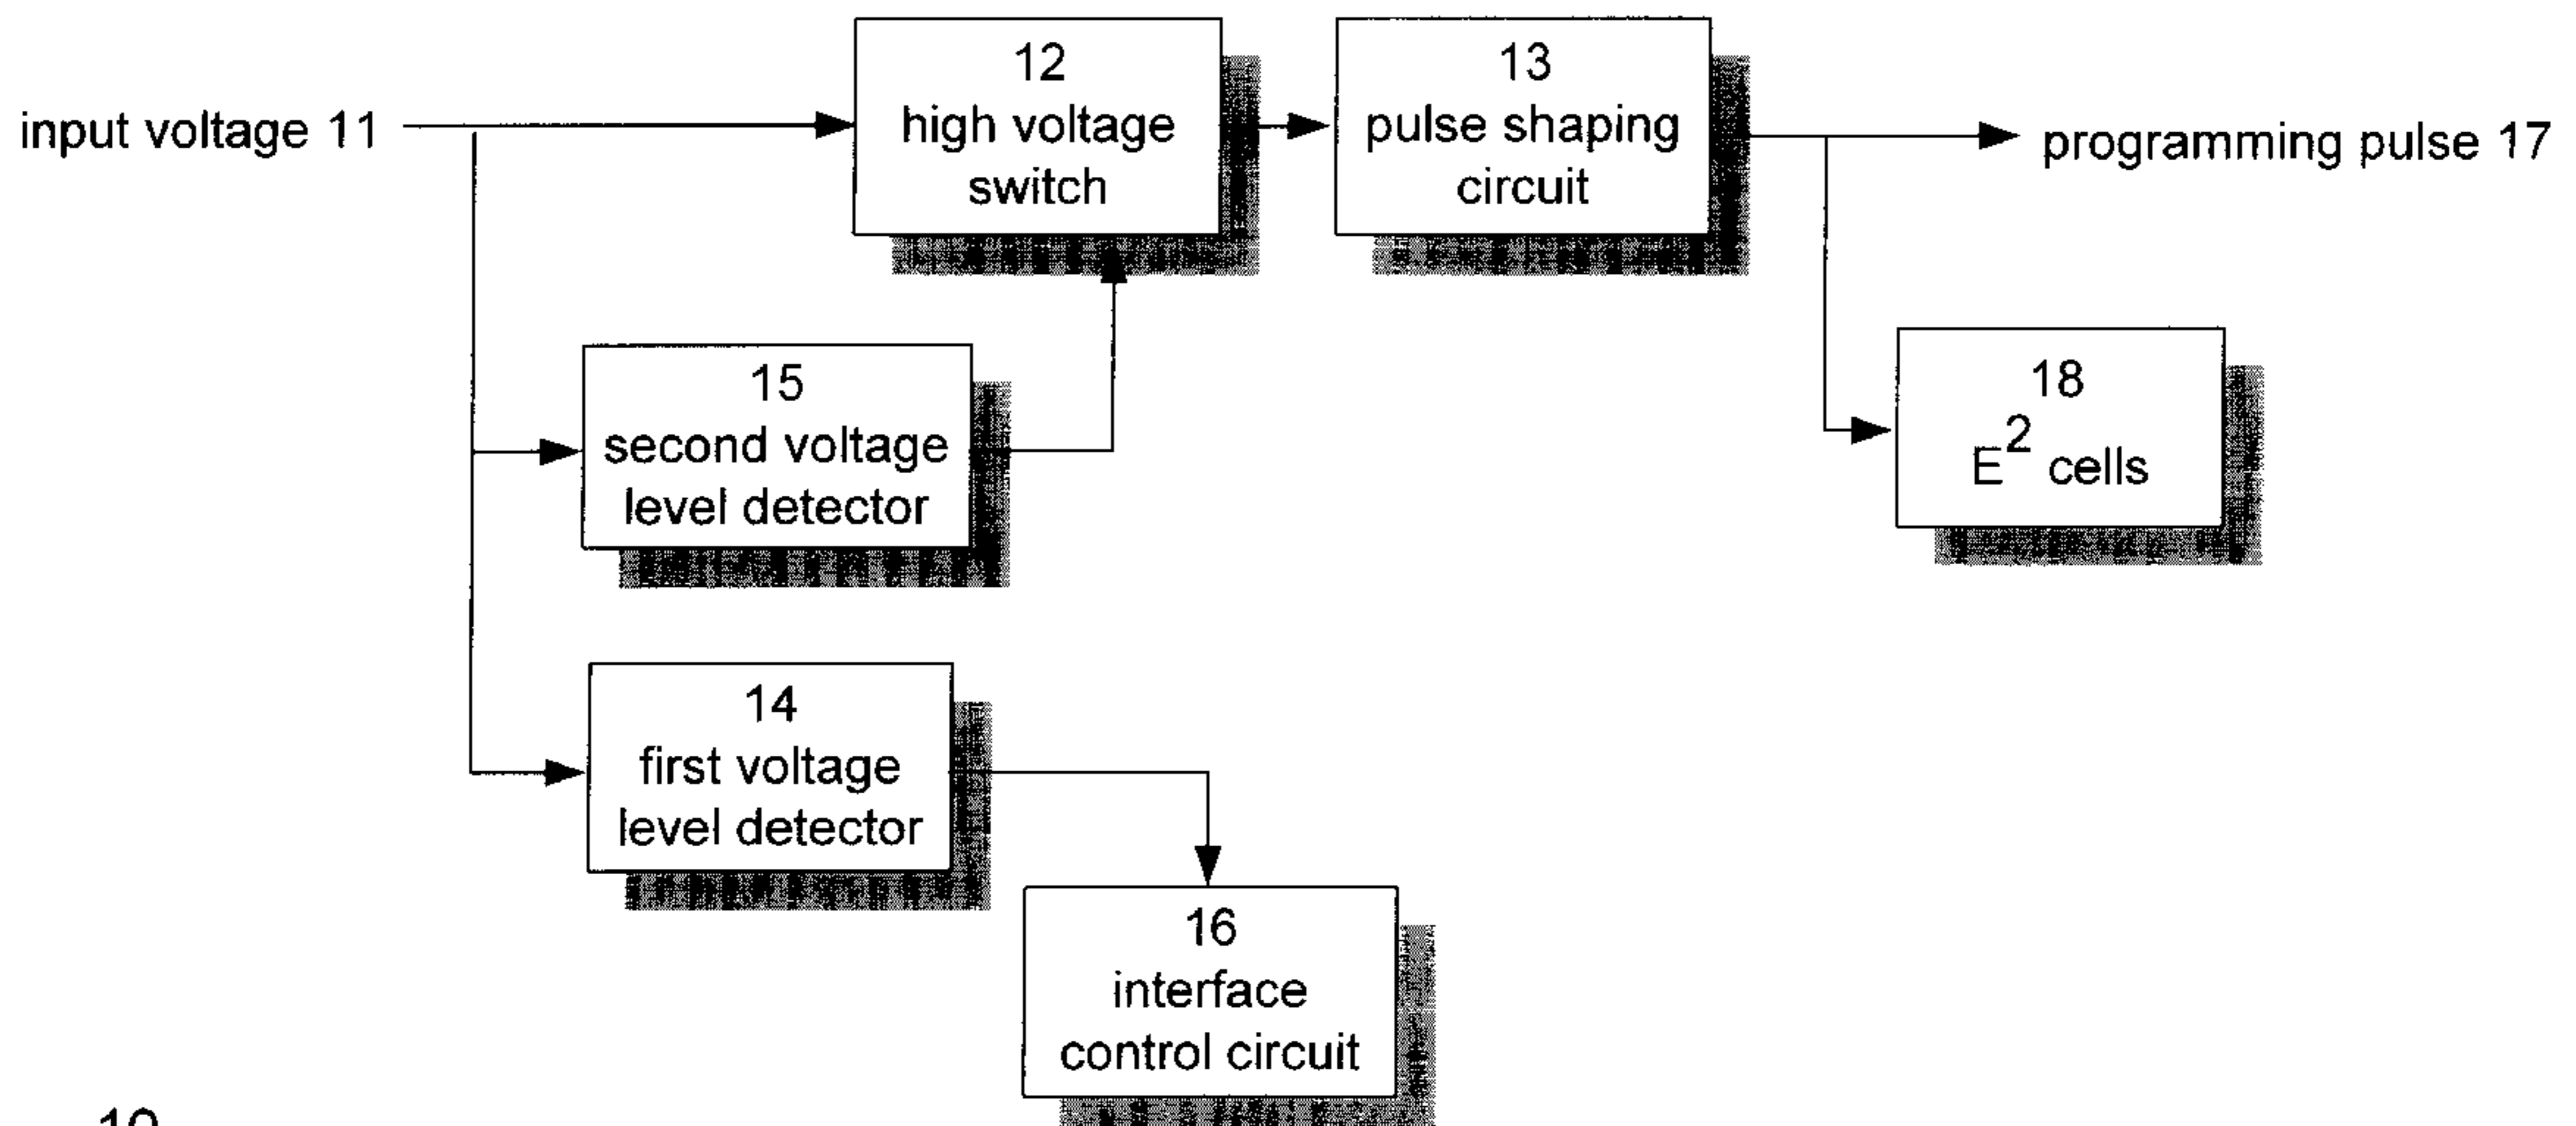 input voltage 11
12
high voltage
switch
13
pulse shaping
circuit
programming pulse 17
15
second voltage
level detector
18
E² cells
14
first voltage
level detector
16
interface
control circuit